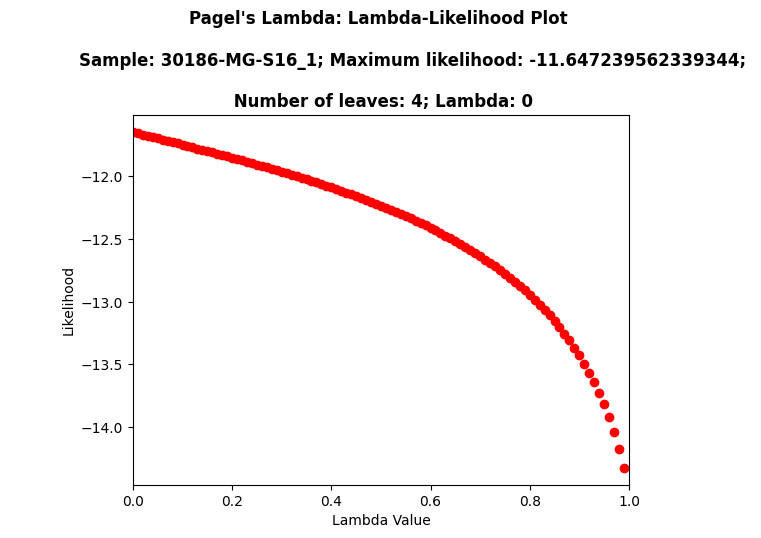 Pagel's Lambda: Lambda-Likelihood Plot
Sample: 30186-MG-S16_1; Maximum likelihood: -11.647239562339344;
Number of leaves: 4; Lambda: 0
−12.0
−12.5
−13.0
−13.5
−14.0
Likelihood
0.0 0.2 0.4 0.6 0.8 1.0
Lambda Value